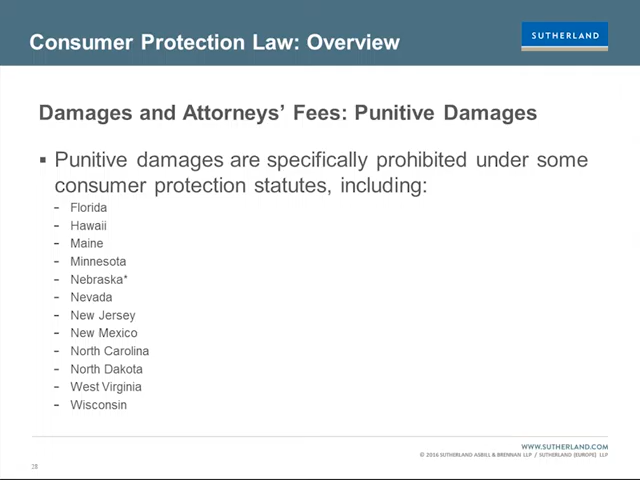 Consumer Protection Law: Overview
SUTHERLAND
Damages and Attorneys’ Fees: Punitive Damages
▪ Punitive damages are specifically prohibited under some
consumer protection statutes, including:
- Florida
- Hawaii
- Maine
- Minnesota
- Nebraska*
- Nevada
- New Jersey
- New Mexico
- North Carolina
- North Dakota
- West Virginia
- Wisconsin
WWW.SUTHERLAND.COM
© 2016 SUTHERLAND ASBILL & BRENNAN LLP / SUTHERLAND (EUROPE) LLP
28